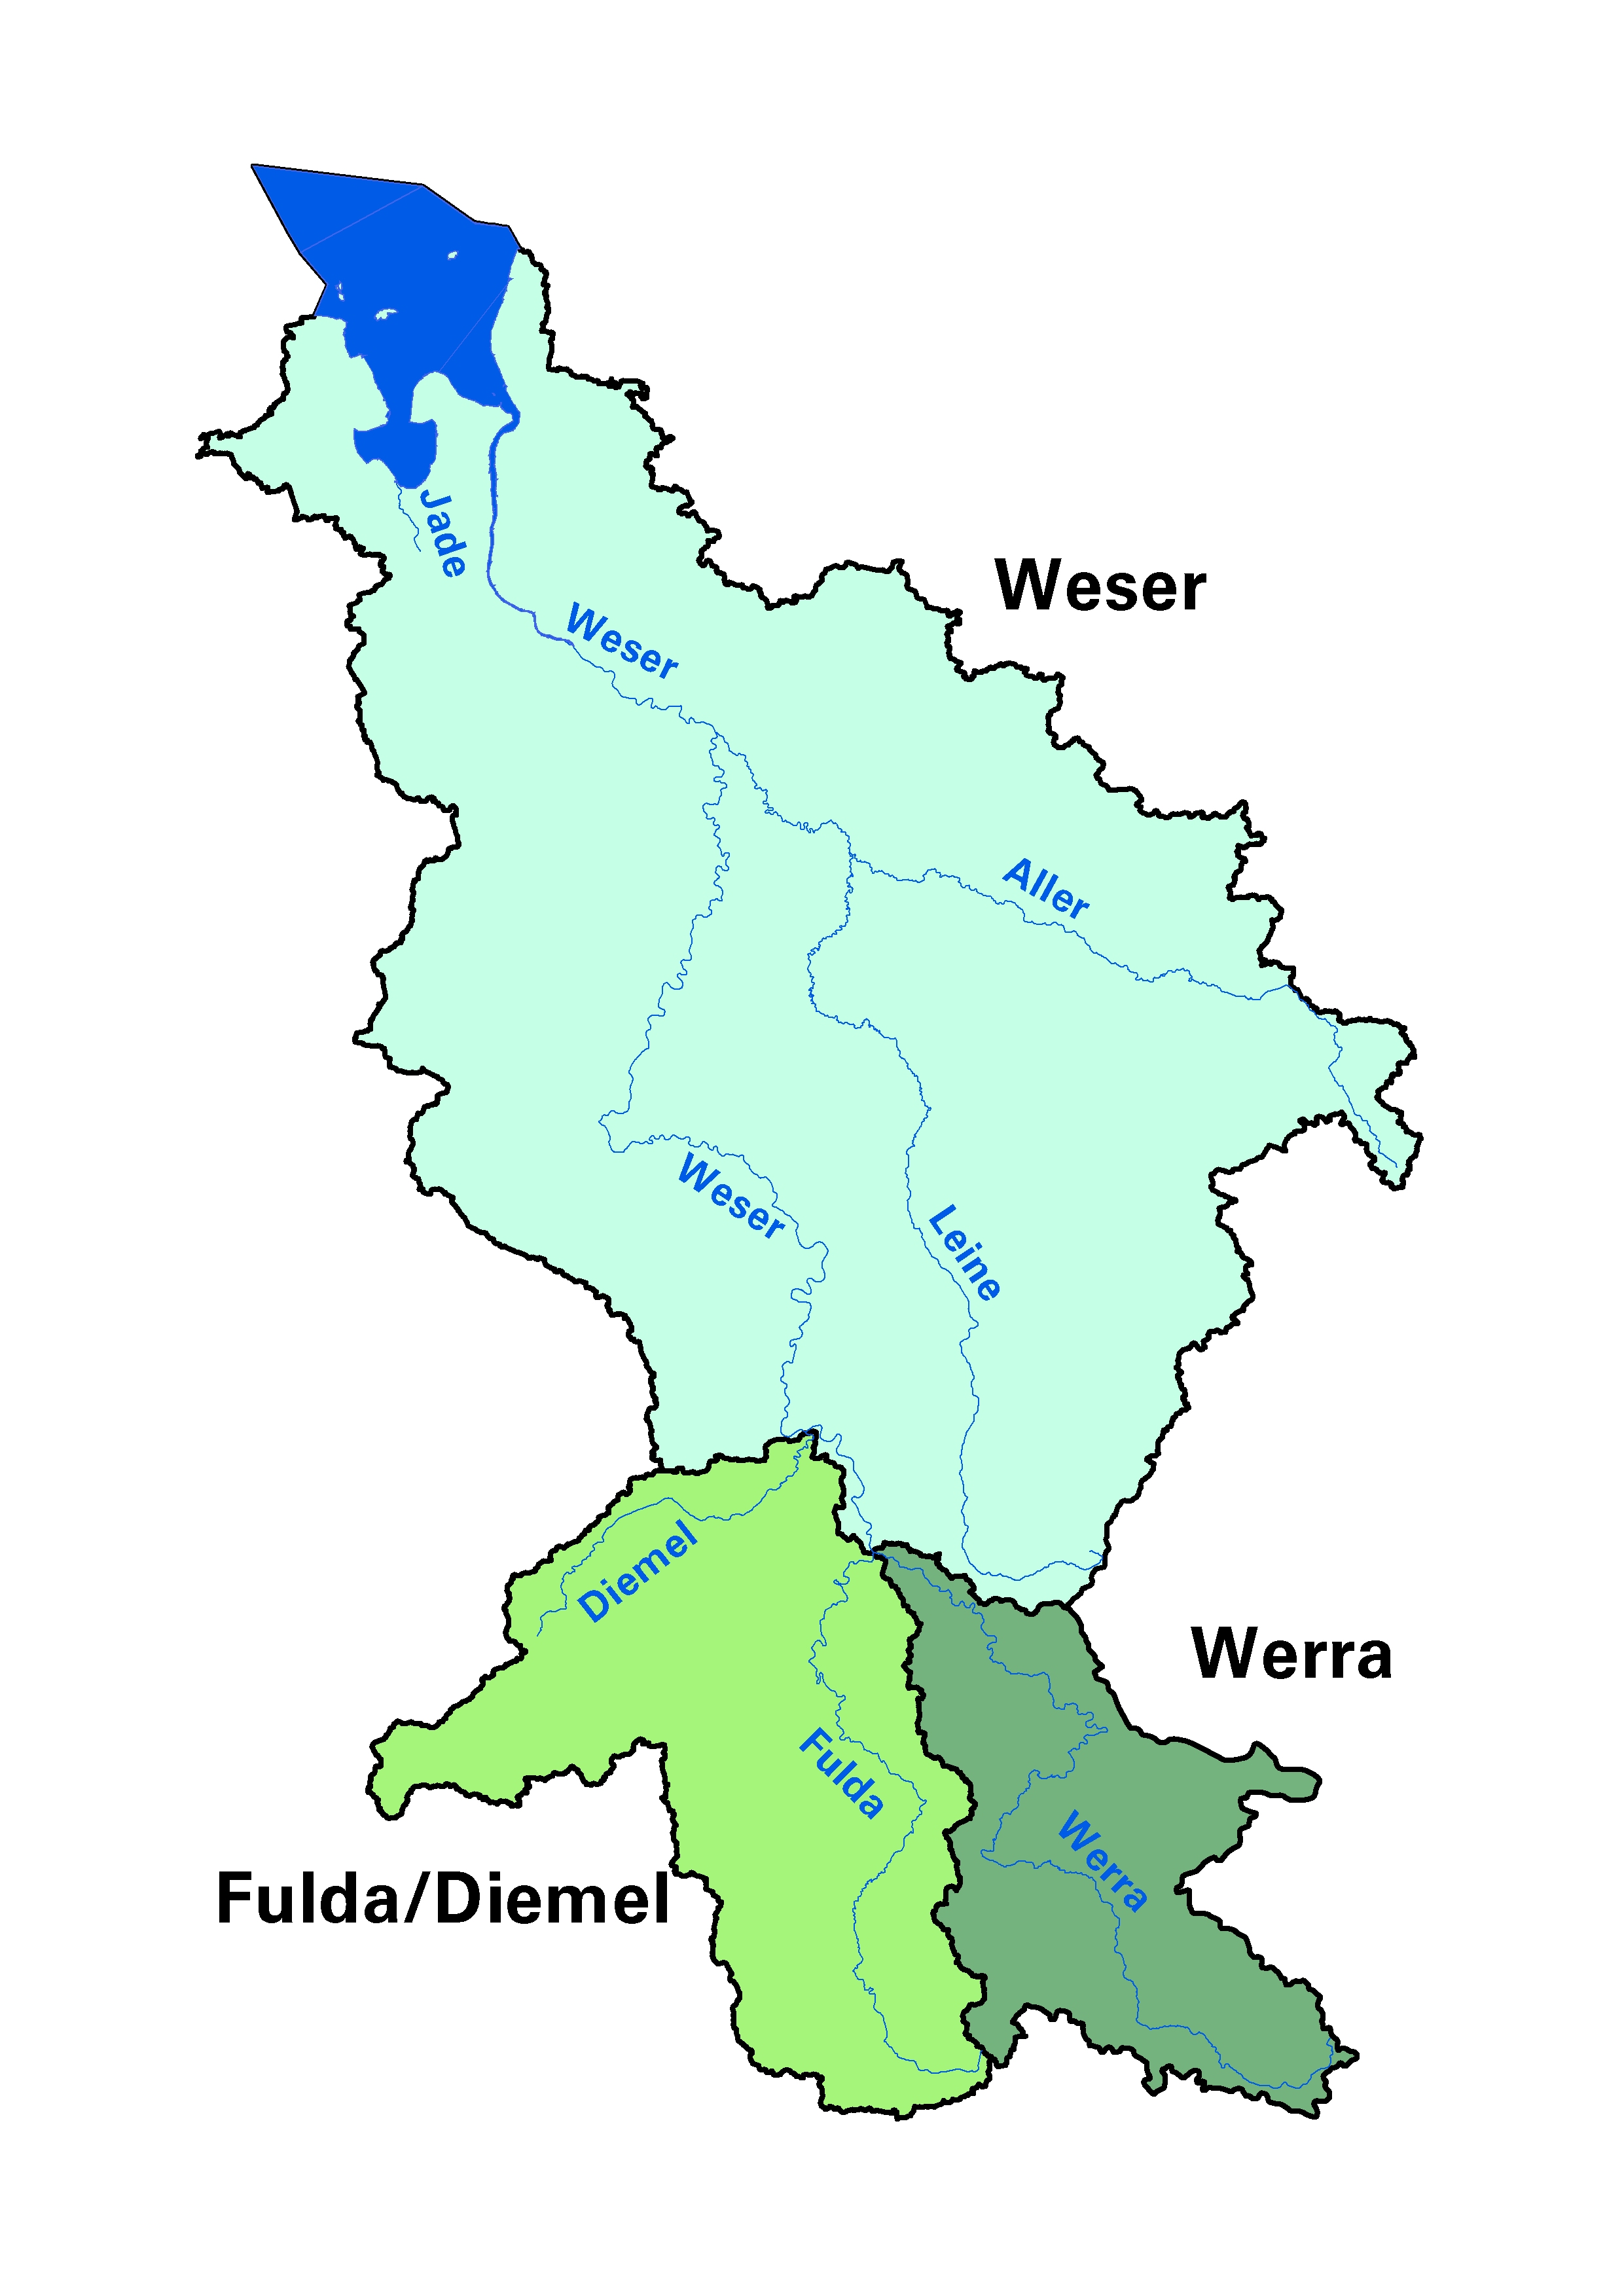 Jade
Weser
Weser
Aller
Weser
Leine
Diemel
Werra
Fulda
Werra
Fulda/Diemel